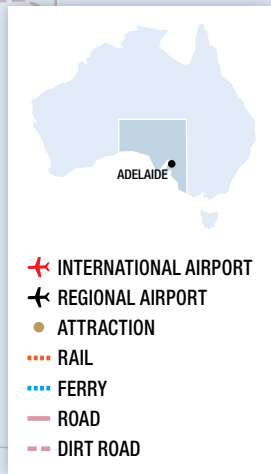 ADELAIDE
INTERNATIONAL AIRPORT
REGIONAL AIRPORT
ATTRACTION
RAIL
FERRY
ROAD
DIRT ROAD